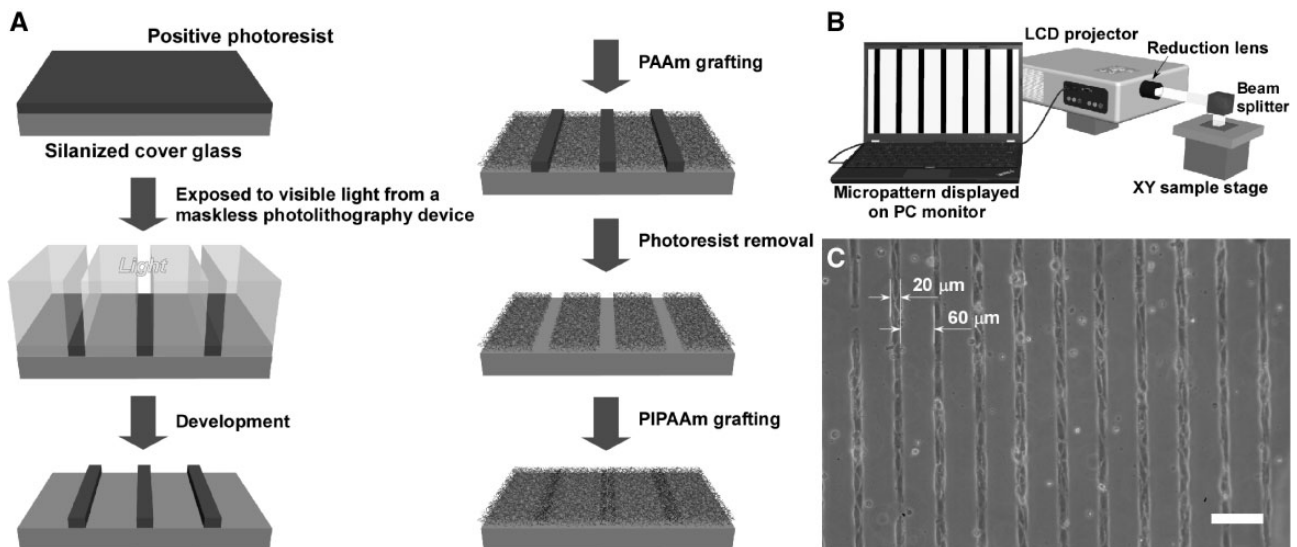 A
Positive photoresist
Silanized cover glass
Exposed to visible light from a
maskless photolithography device
Light
Development
PAAm grafting
Photoresist removal
PIPAAm grafting
B
LCD projector
Reduction lens
Beam
splitter
XY sample stage
Micropattern displayed
on PC monitor
C
20 μm
60 μm